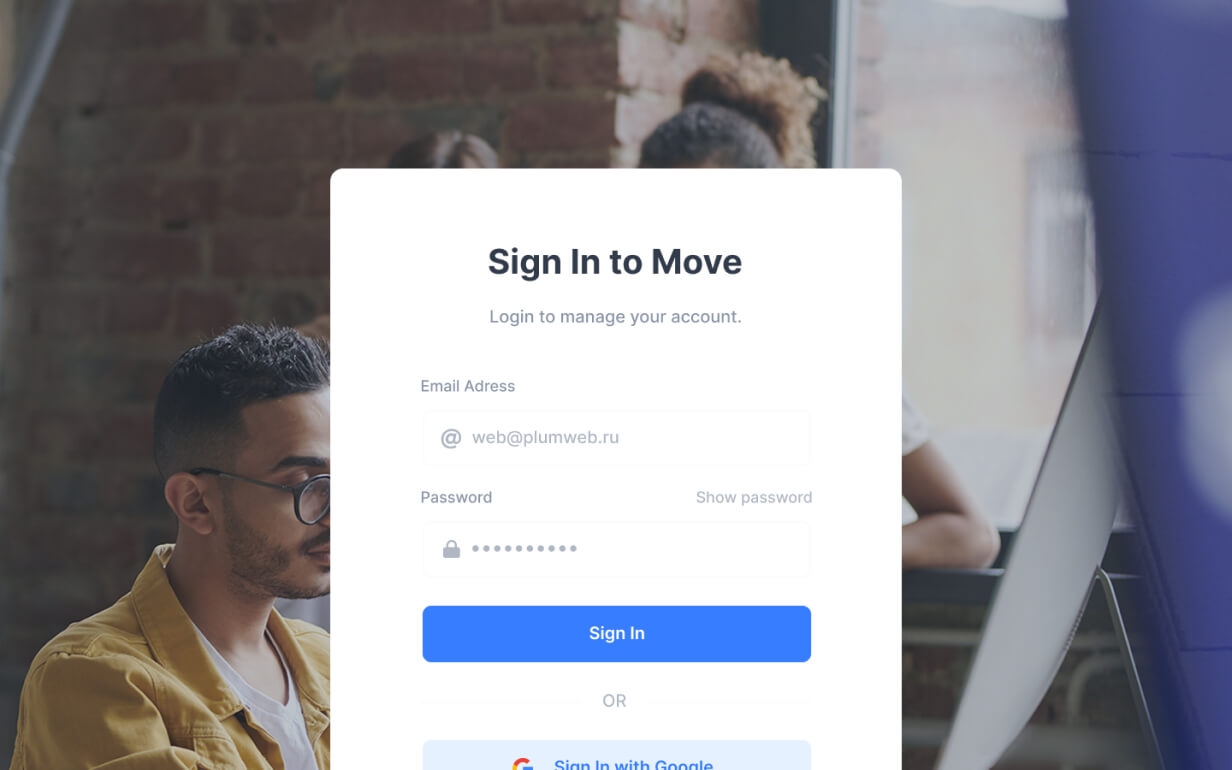 Sign In to Move
Login to manage your account.
Email Adress
@ web@plumweb.ru
Password Show password
••••••••••
Sign In
OR
Sign In with Google